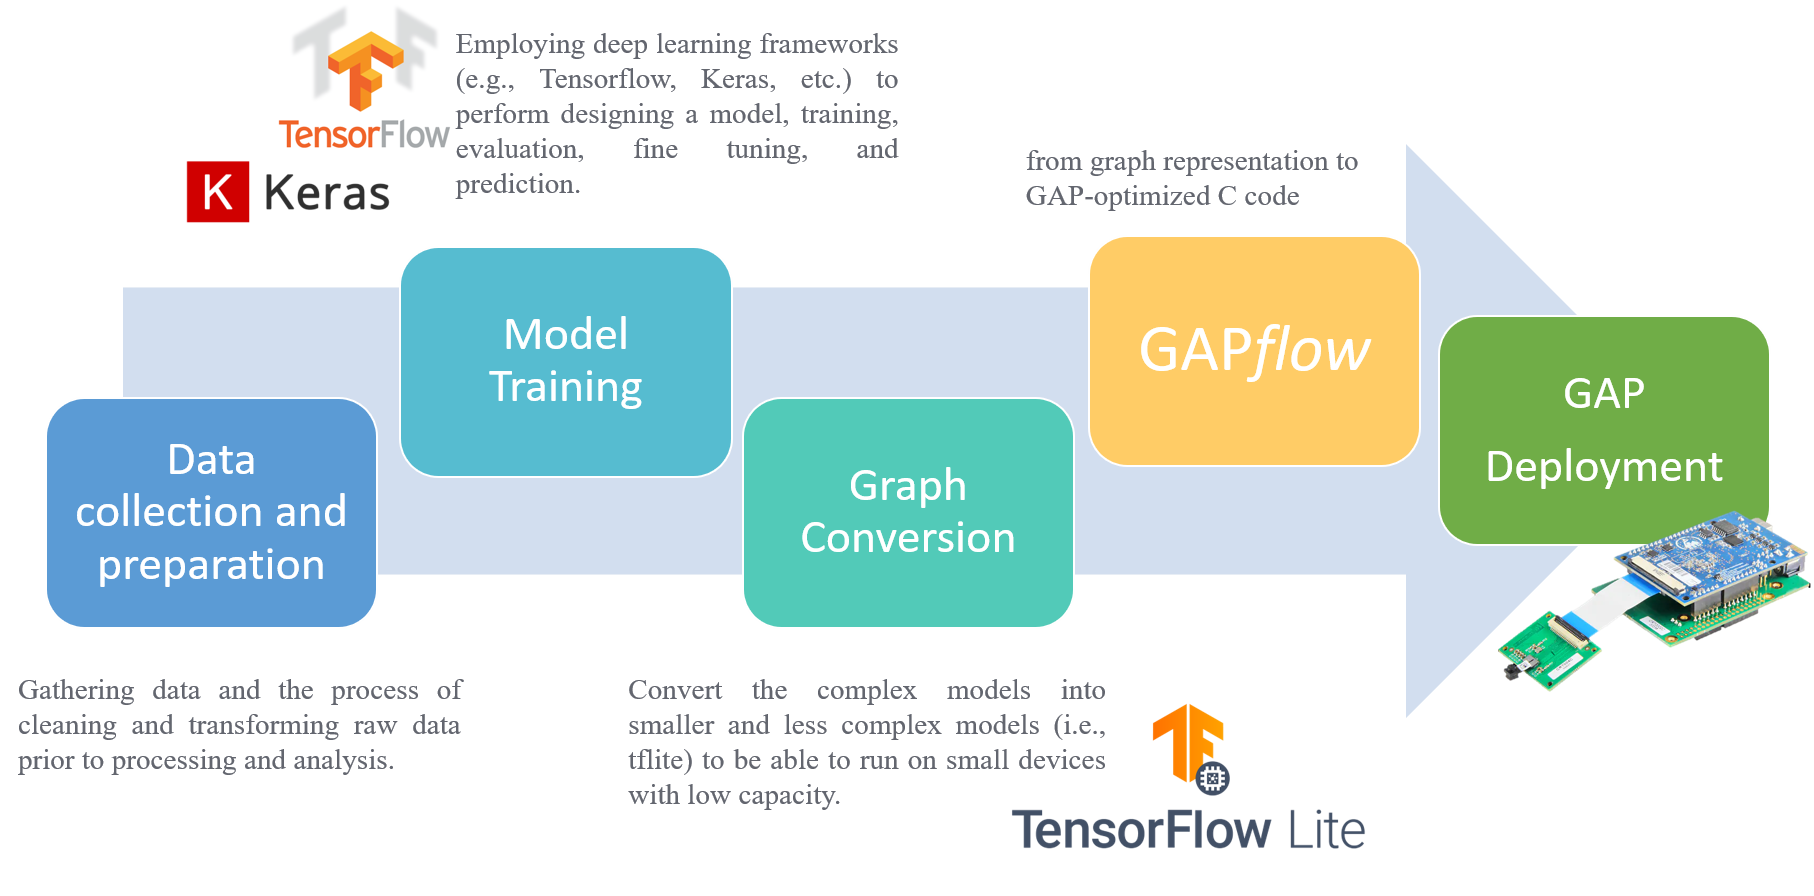 TensorFlow
Keras
Employing deep learning frameworks
(e.g., Tensorflow, Keras, etc.) to
perform designing a model, training,
evaluation, fine tuning, and
prediction.
from graph representation to
GAP-optimized C code
Model
Training
GAPflow
GAP
Deployment
Data
collection and
preparation
Graph
Conversion
Gathering data and the process of
cleaning and transforming raw data
prior to processing and analysis.
Convert the complex models into
smaller and less complex models (i.e.,
tflite) to be able to run on small devices
with low capacity.
TensorFlow Lite